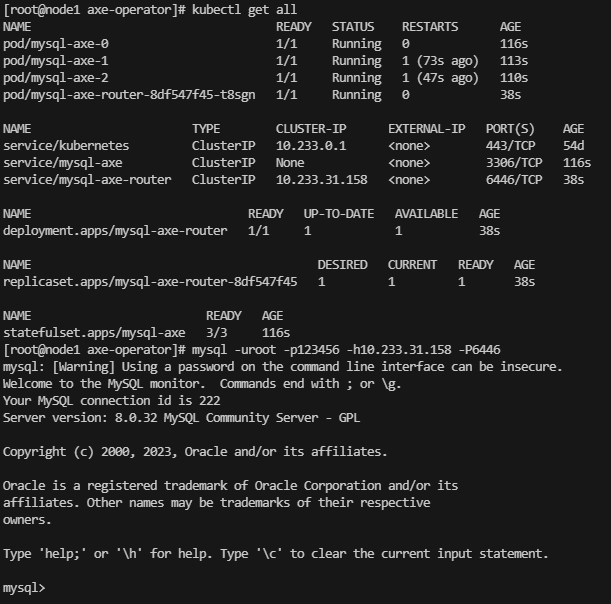 [root@node1 axe-operator]# kubectl get all
NAME READY STATUS RESTARTS AGE
pod/mysql-axe-0 1/1 Running 0 116s
pod/mysql-axe-1 1/1 Running 1 (73s ago) 113s
pod/mysql-axe-2 1/1 Running 1 (47s ago) 110s
pod/mysql-axe-router-8df547f45-t8sgn 1/1 Running 0 38s
NAME TYPE CLUSTER-IP EXTERNAL-IP PORT(S) AGE
service/kubernetes ClusterIP 10.233.0.1 <none> 443/TCP 54d
service/mysql-axe ClusterIP None <none> 3306/TCP 116s
service/mysql-axe-router ClusterIP 10.233.31.158 <none> 6446/TCP 38s
NAME READY UP-TO-DATE AVAILABLE AGE
deployment.apps/mysql-axe-router 1/1 1 1 38s
NAME DESIRED CURRENT READY AGE
replicaset.apps/mysql-axe-router-8df547f45 1 1 1 38s
NAME READY AGE
statefulset.apps/mysql-axe 3/3 116s
[root@node1 axe-operator]# mysql -uroot -p123456 -h10.233.31.158 -P6446
mysql: [Warning] Using a password on the command line interface can be insecure.
Welcome to the MySQL monitor.  Commands end with ; or \g.
Your MySQL connection id is 222
Server version: 8.0.32 MySQL Community Server - GPL
Copyright (c) 2000, 2023, Oracle and/or its affiliates.
Oracle is a registered trademark of Oracle Corporation and/or its
affiliates. Other names may be trademarks of their respective
owners.
Type 'help;' or '\h' for help. Type '\c' to clear the current input statement.
mysql>